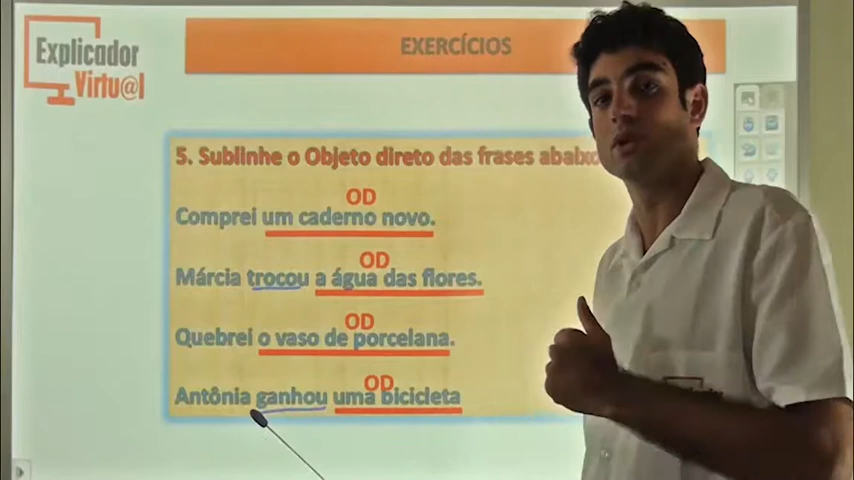 Explicador
Virtu@l
EXERCÍCIOS
5. Sublinhe o Objeto direto das frases abaixo
OD
Comprei um caderno novo.
OD
Márcia trocou a água das flores.
OD
Quebrei o vaso de porcelana.
OD
Antônia ganhou uma bicicleta